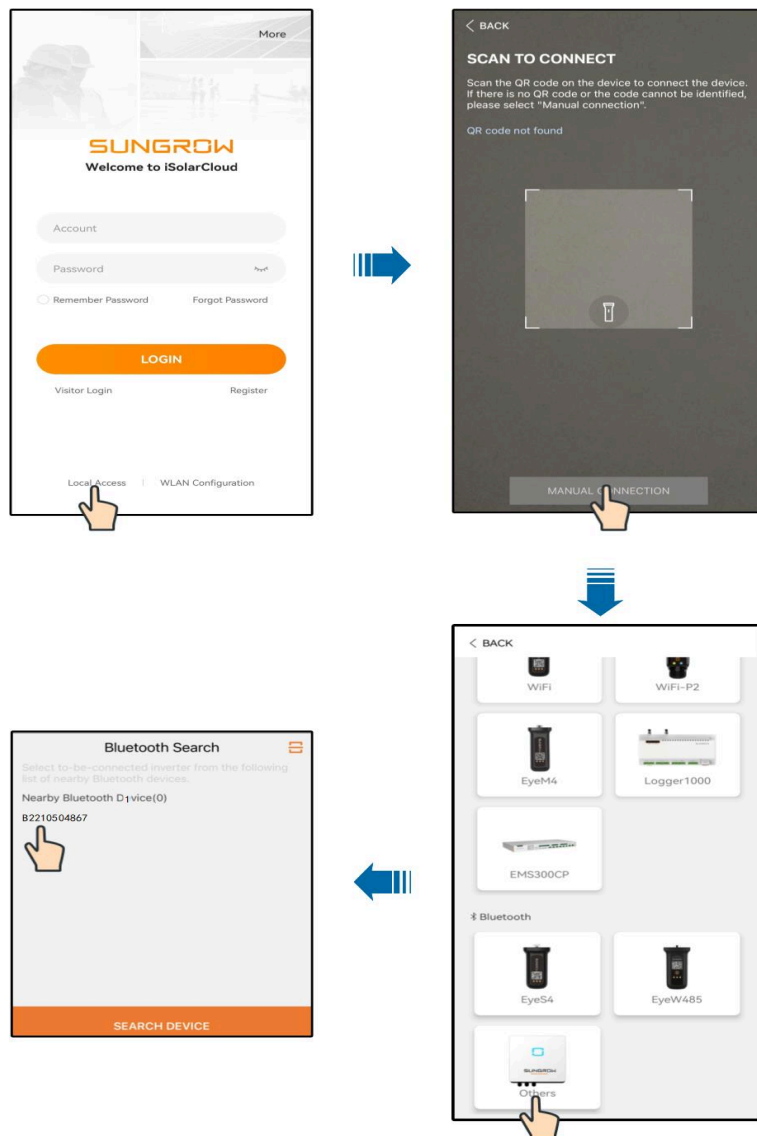 More
SUNGROW
Welcome to iSolarCloud
Account
Password
Remember Password Forgot Password
LOGIN
Visitor Login Register
Local Access | WLAN Configuration
< BACK
SCAN TO CONNECT
Scan the QR code on the device to connect the device.
If there is no QR code or the code cannot be identified,
please select "Manual connection".
QR code not found
MANUAL CONNECTION
< BACK
WiFi WiFi-P2
EyeM4 Logger1000
EMS300CP
Bluetooth
EyeS4 EyeW485
SUNGROW
Others
Bluetooth Search
Select to-be-connected inverter from the following
list of nearby Bluetooth devices.
Nearby Bluetooth D1vice(0)
B2210504867
SEARCH DEVICE